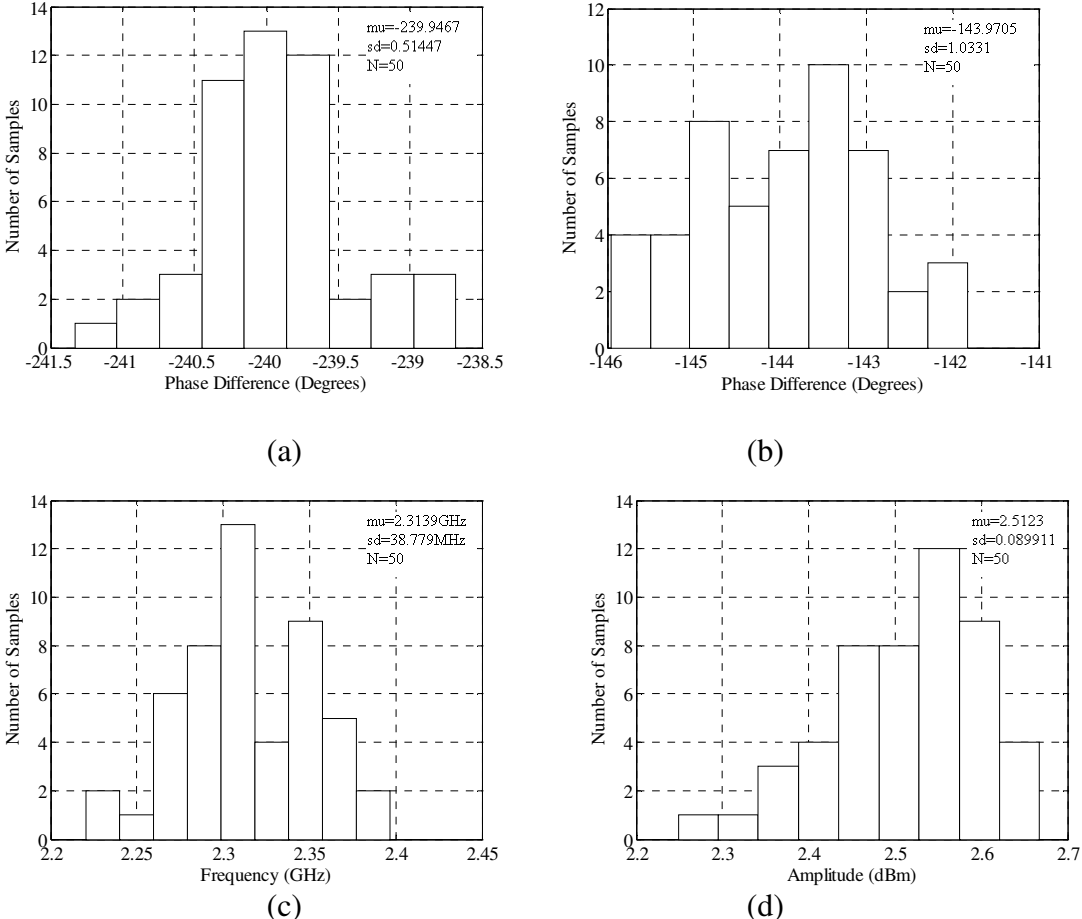 14
12
10
8
6
4
2
0
mu=-239.9467
sd=0.51447
N=50
Number of Samples
-241.5 -241 -240.5 -240 -239.5 -239 -238.5
Phase Difference (Degrees)
(a)
12
10
8
6
4
2
0
mu=-143.9705
sd=1.0331
N=50
Number of Samples
-146 -145 -144 -143 -142 -141
Phase Difference (Degrees)
(b)
14
12
10
8
6
4
2
0
mu=2.3139GHz
sd=38.779MHz
N=50
Number of Samples
2.2 2.25 2.3 2.35 2.4 2.45
Frequency (GHz)
(c)
14
12
10
8
6
4
2
0
mu=2.5123
sd=0.089911
N=50
Number of Samples
2.2 2.3 2.4 2.5 2.6 2.7
Amplitude (dBm)
(d)